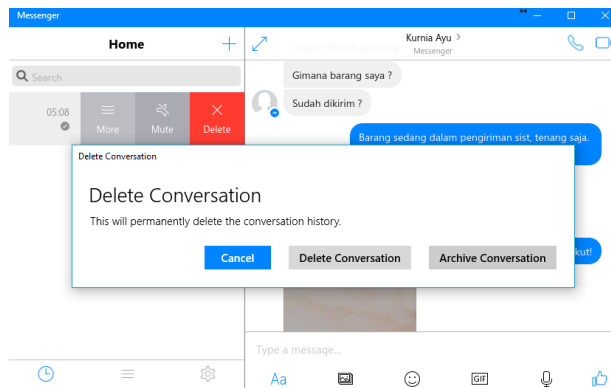 Messenger
Home
Kurnia Ayu
Messenger
Search
Gimana barang saya ?
05:08
More
Mute
Delete
Sudah dikirim ?
Barang sedang dalam pengiriman sist, tenang saja.
Delete Conversation
Delete Conversation
This will permanently delete the conversation history.
Cancel
Delete Conversation
Archive Conversation
kut!
Type a message...
Aa
GIF